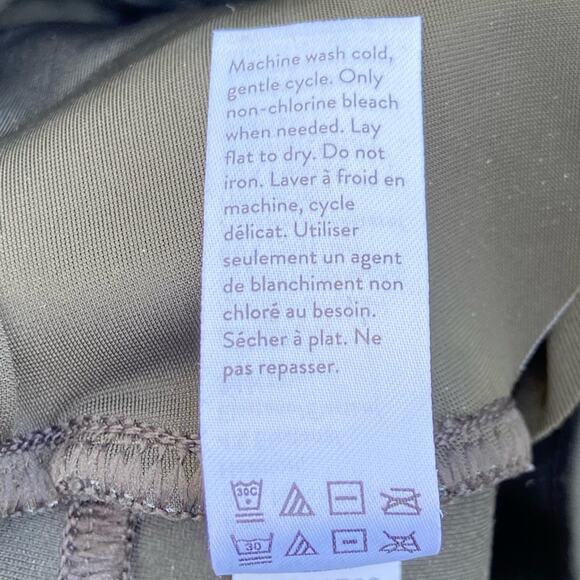 Machine wash cold,
gentle cycle. Only
non-chlorine bleach
when needed. Lay
flat to dry. Do not
iron. Laver à froid en
machine, cycle
délicat. Utiliser
seulement un agent
de blanchiment non
chloré au besoin.
Sécher à plat. Ne
pas repasser.
30C
30